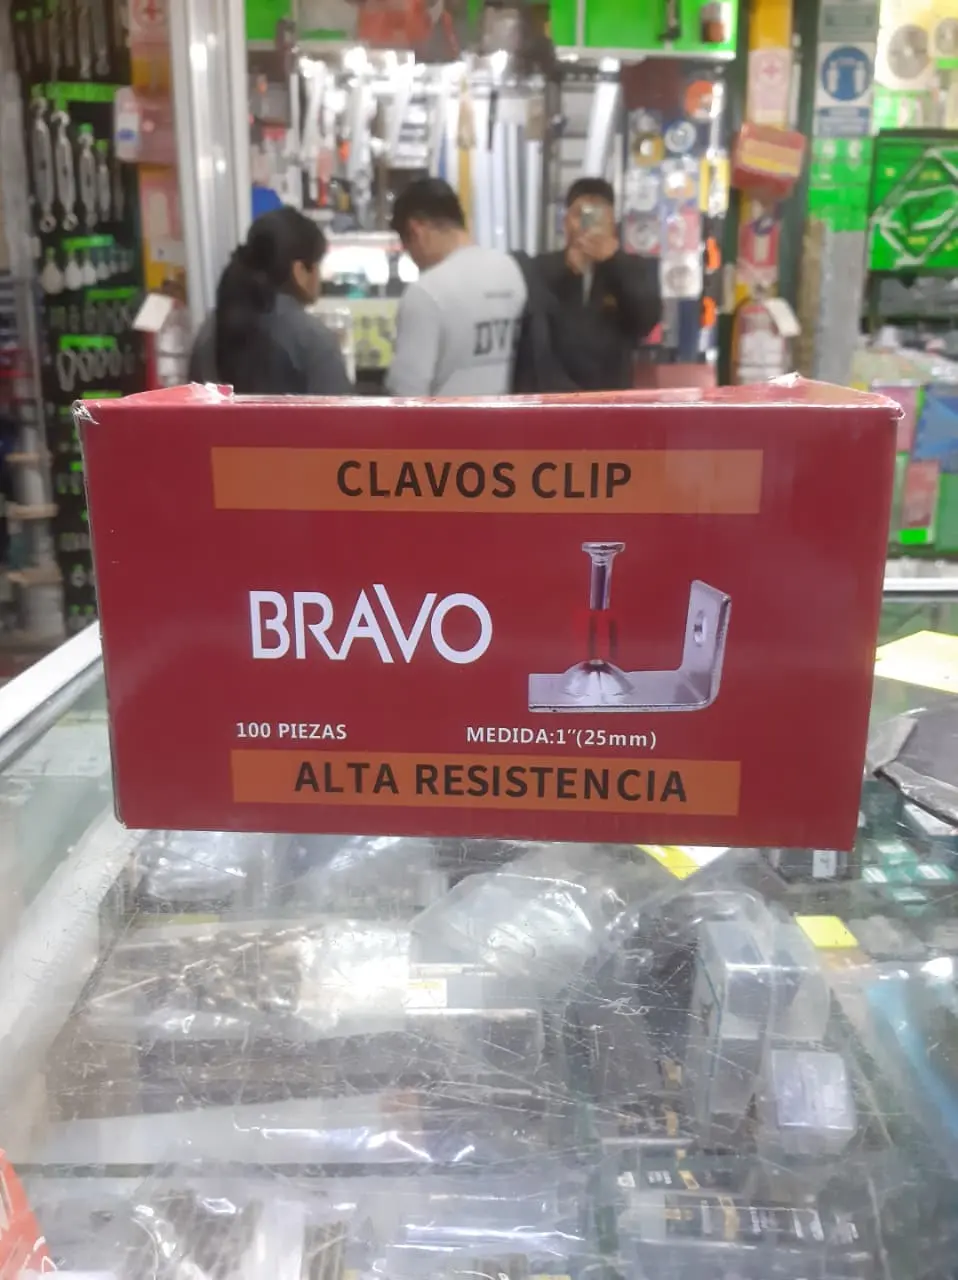 CLAVOS CLIP
BRAVO
100 PIEZAS
MEDIDA:1"(25mm)
ALTA RESISTENCIA